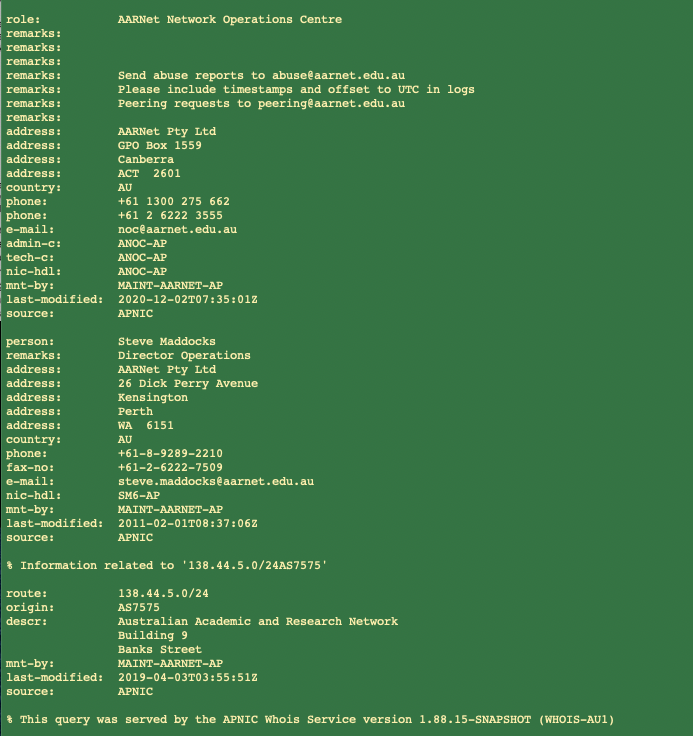 role:           AARNet Network Operations Centre
remarks:
remarks:
remarks:
remarks:        Send abuse reports to abuse@aarnet.edu.au
remarks:        Please include timestamps and offset to UTC in logs
remarks:        Peering requests to peering@aarnet.edu.au
remarks:
address:        AARNet Pty Ltd
address:        GPO Box 1559
address:        Canberra
address:        ACT  2601
country:        AU
phone:          +61 1300 275 662
phone:          +61 2 6222 3555
e-mail:         noc@aarnet.edu.au
admin-c:        ANOC-AP
tech-c:         ANOC-AP
nic-hdl:        ANOC-AP
mnt-by:         MAINT-AARNET-AP
last-modified:  2020-12-02T07:35:01Z
source:         APNIC

person:         Steve Maddocks
remarks:        Director Operations
address:        AARNet Pty Ltd
address:        26 Dick Perry Avenue
address:        Kensington
address:        Perth
address:        WA  6151
country:        AU
phone:          +61-8-9289-2210
fax-no:         +61-2-6222-7509
e-mail:         steve.maddocks@aarnet.edu.au
nic-hdl:        SM6-AP
mnt-by:         MAINT-AARNET-AP
last-modified:  2011-02-01T08:37:06Z
source:         APNIC

% Information related to '138.44.5.0/24AS7575'

route:          138.44.5.0/24
origin:         AS7575
descr:          Australian Academic and Research Network
                Building 9
                Banks Street
mnt-by:         MAINT-AARNET-AP
last-modified:  2019-04-03T03:55:51Z
source:         APNIC

% This query was served by the APNIC Whois Service version 1.88.15-SNAPSHOT (WHOIS-AU1)